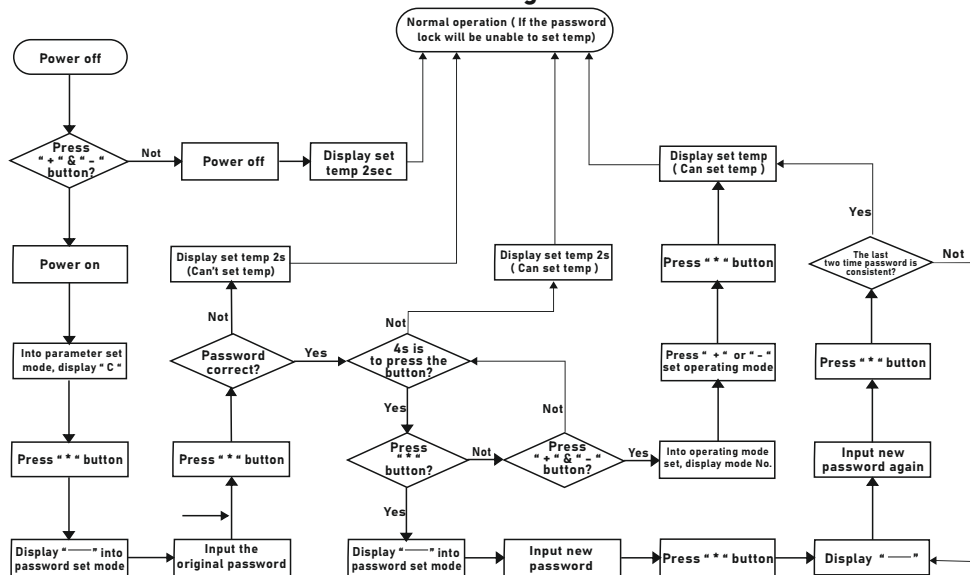 Normal operation ( If the password
lock will be unable to set temp)
Power off
Press
“ + “ & “ - “
button?
Not
Power off
Display set
temp 2sec
Display set temp
( Can set temp )
Yes
Power on
Display set temp 2s
(Can't set temp)
Display set temp 2s
( Can set temp )
Press “ * “ button
The last
two time password is
consistent?
Not
Not
Not
Into parameter set
mode, display “ C “
Password
correct?
Yes
4s is
to press the
button?
Press “ + “ or “ - “
set operating mode
Press “ * “ button
Yes
Not
Press “ * “ button
Press “ * “ button
Press
“ * “
button?
Not
Press
“ + “ & “ - “
button?
Yes
Into operating mode
set, display mode No.
Input new
password again
Yes
Display “ —— ” into
password set mode
Input the
original password
Display “ —— ” into
password set mode
Input new
password
Press “ * “ button
Display “ —— ”